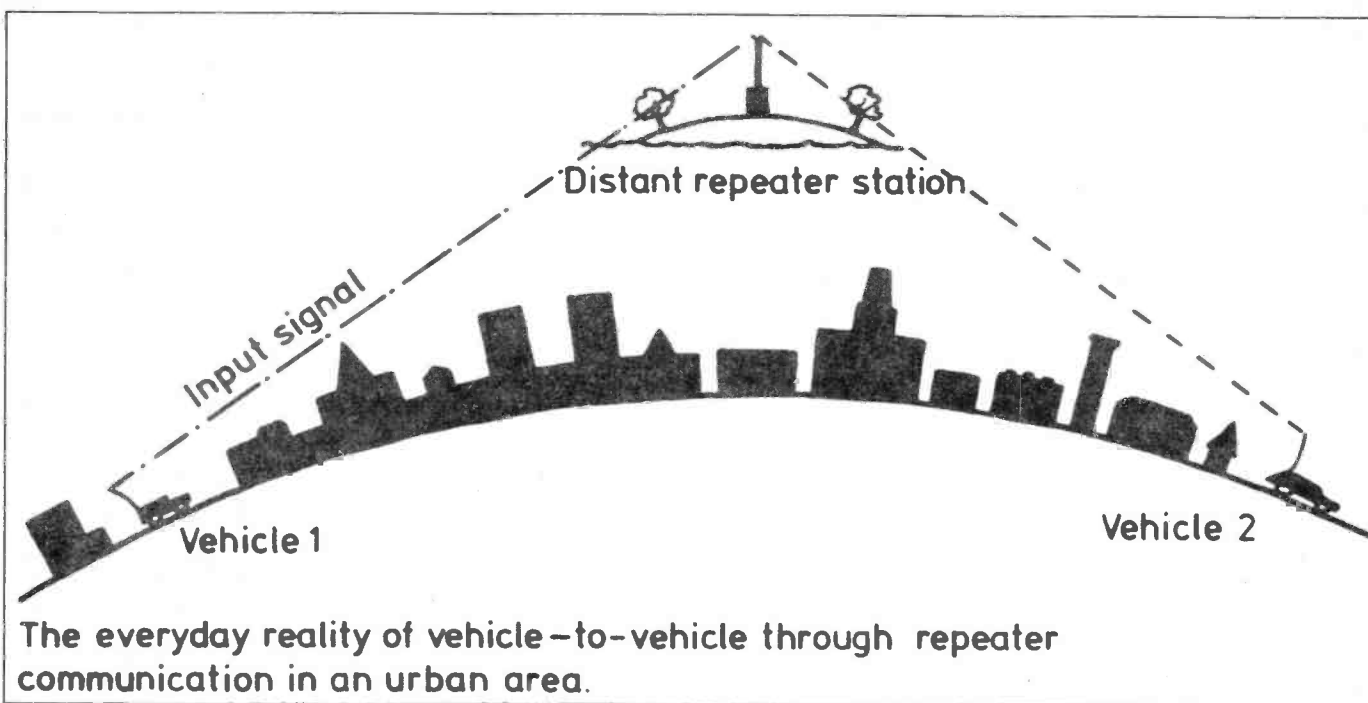 Distant repeater station
Input signal
Vehicle 1
Vehicle 2
The everyday reality of vehicle-to-vehicle through repeater
communication in an urban area.